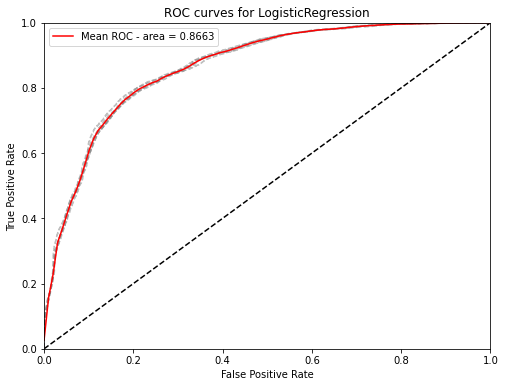 ROC curves for LogisticRegression
Mean ROC - area = 0.8663
True Positive Rate
1.0
0.8
0.6
0.4
0.2
0.0
0.0 0.2 0.4 0.6 0.8 1.0
False Positive Rate